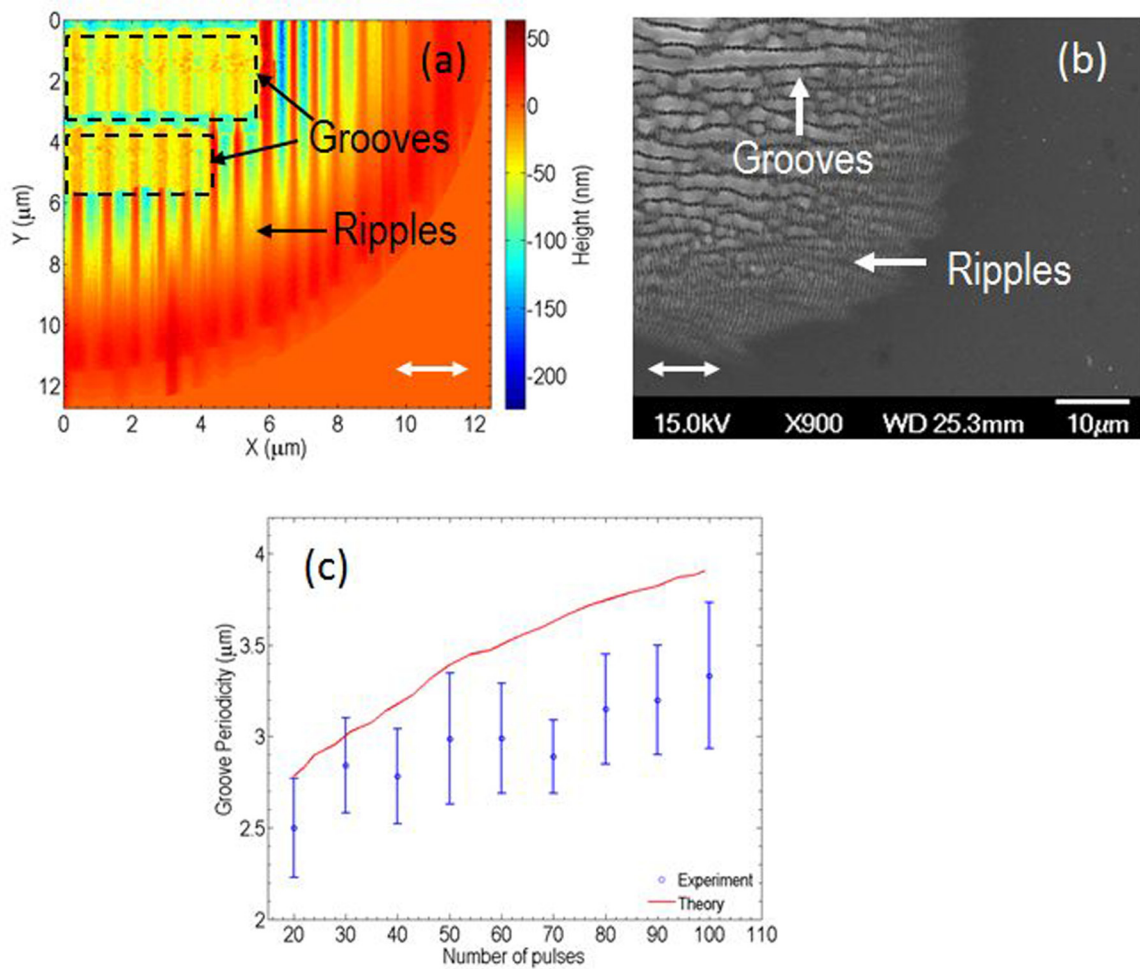 (a)
0
2
4
6
8
10
12
Y (μm)
Grooves
Ripples
0 2 4 6 8 10 12
X (μm)
50
0
-50
-100
-150
-200
Height (nm)
(b)
Grooves
Ripples
15.0kV X900 WD 25.3mm 10μm
(c)
4
3.5
3
2.5
2
Groove Periodicity (μm)
Experiment
Theory
20 30 40 50 60 70 80 90 100 110
Number of pulses